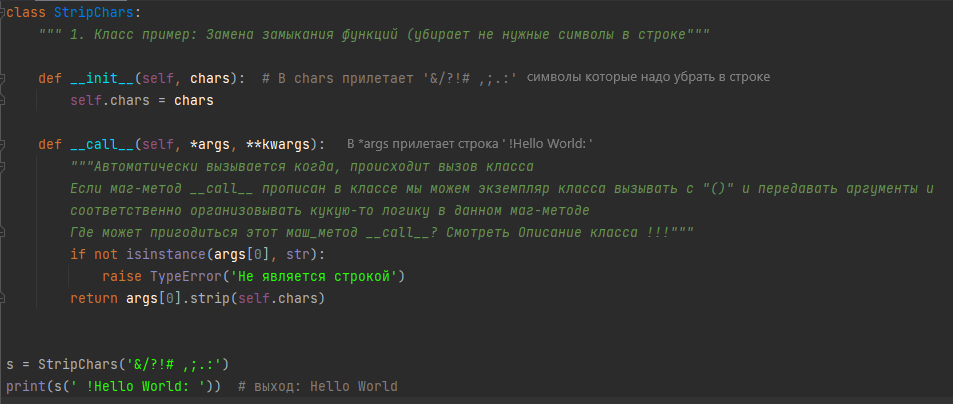 class StripChars:
    """ 1. Класс пример: Замена замыкания функций (убирает не нужные символы в строке"""
    def __init__(self, chars):  # В chars прилетает '&/?!# ,;.:' символы которые надо убрать в строке
        self.chars = chars
    def __call__(self, *args, **kwargs): В *args прилетает строка ' !Hello World: '
        """Автоматически вызывается когда, происходит вызов класса
        Если маг-метод __call__ прописан в классе мы можем экземпляр класса вызывать с "()" и передавать аргументы и
        соответственно организовывать кукую-то логику в данном маг-методе
        Где может пригодиться этот маш_метод __call__? Смотреть Описание класса !!!"""
        if not isinstance(args[0], str):
            raise TypeError('Не является строкой')
        return args[0].strip(self.chars)
s = StripChars('&/?!# ,;.:')
print(s(' !Hello World: '))  # выход: Hello World